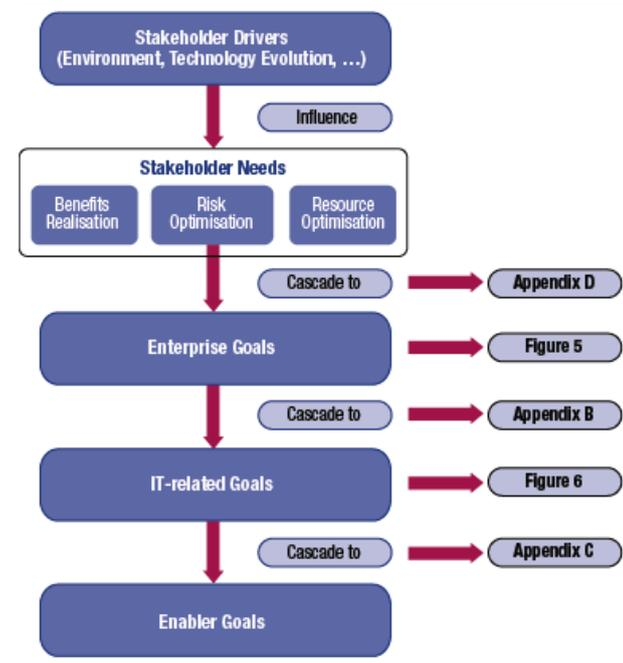 Stakeholder Drivers
(Environment, Technology Evolution, …)
Influence
Stakeholder Needs
Benefits
Realisation
Risk
Optimisation
Resource
Optimisation
Cascade to
Appendix D
Enterprise Goals
Figure 5
Cascade to
Appendix B
IT-related Goals
Figure 6
Cascade to
Appendix C
Enabler Goals